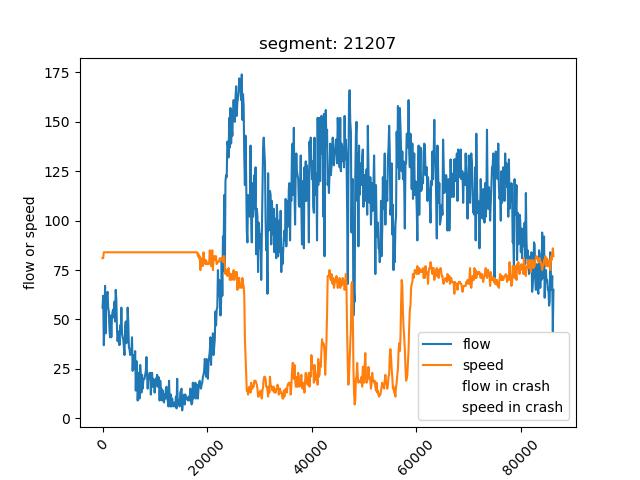 segment: 21207
175
150
125
100
75
50
25
0
flow or speed
0
20000
40000
60000
80000
flow
speed
flow in crash
speed in crash